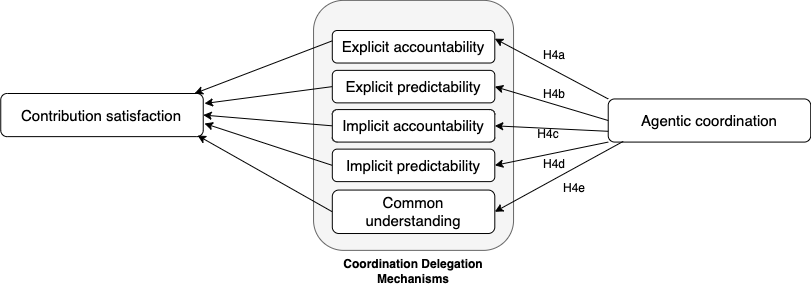 Explicit accountability
H4a
Explicit predictability
H4b
Contribution satisfaction
Implicit accountability
Agentic coordination
H4c
Implicit predictability
H4d
H4e
Common
understanding
Coordination Delegation
Mechanisms